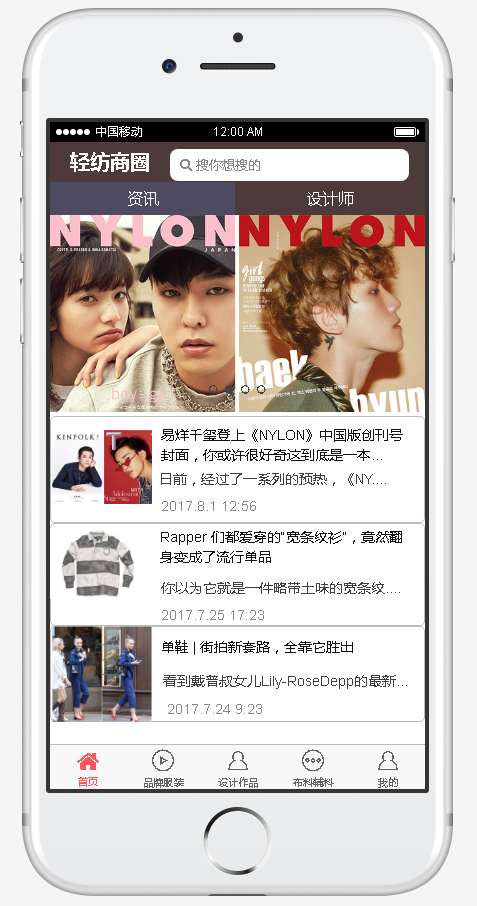 中国移动
12:00 AM
轻纺商圈
搜你想搜的
资讯
设计师
NYLON
JAPAN
NYLON
girl
gangs
baek
hyun
boy+girl
KINFOLK
T
易烊千玺登上《NYLON》中国版创刊号
封面，你或许很好奇这到底是一本...
日前，经过了一系列的预热，《NY....
2017.8.1 12:56
Rapper 们都爱穿的“宽条纹衫”，竟然翻
身变成了流行单品
你以为它就是一件略带土味的宽条纹....
2017.7.25 17:23
单鞋 | 街拍新套路，全靠它胜出
看到戴普叔女儿Lily-RoseDepp的最新...
2017.7.24 9:23
首页
品牌服装
设计作品
布料辅料
我的